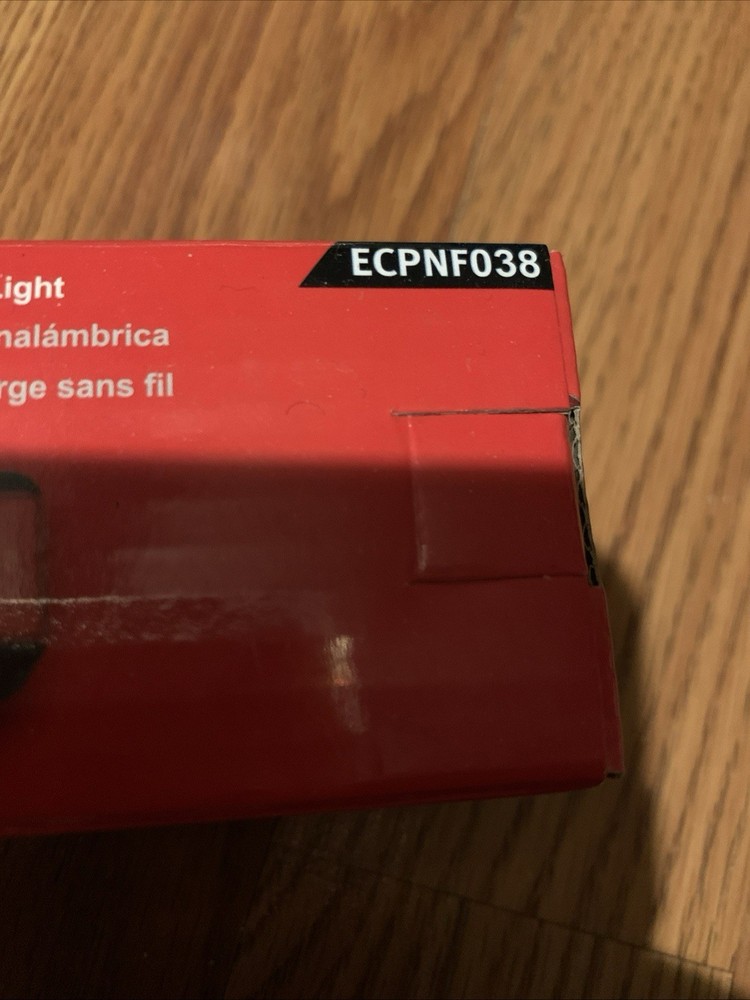 ECPNF038
Light
nalámbrica
rge sans fil